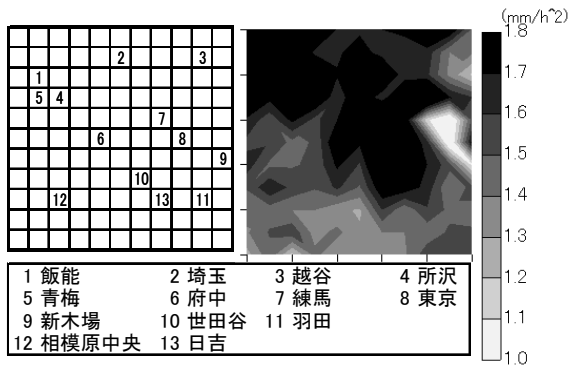 (mm/h^2)
2 3
1
5 4
7
6 8
9
10
12 13 11
1.8
1.7
1.6
1.5
1.4
1.3
1.2
1.1
1.0
1 飯能 2 埼玉 3 越谷 4 所沢
5 青梅 6 府中 7 練馬 8 東京
9 新木場 10 世田谷 11 羽田
12 相模原中央 13 日吉